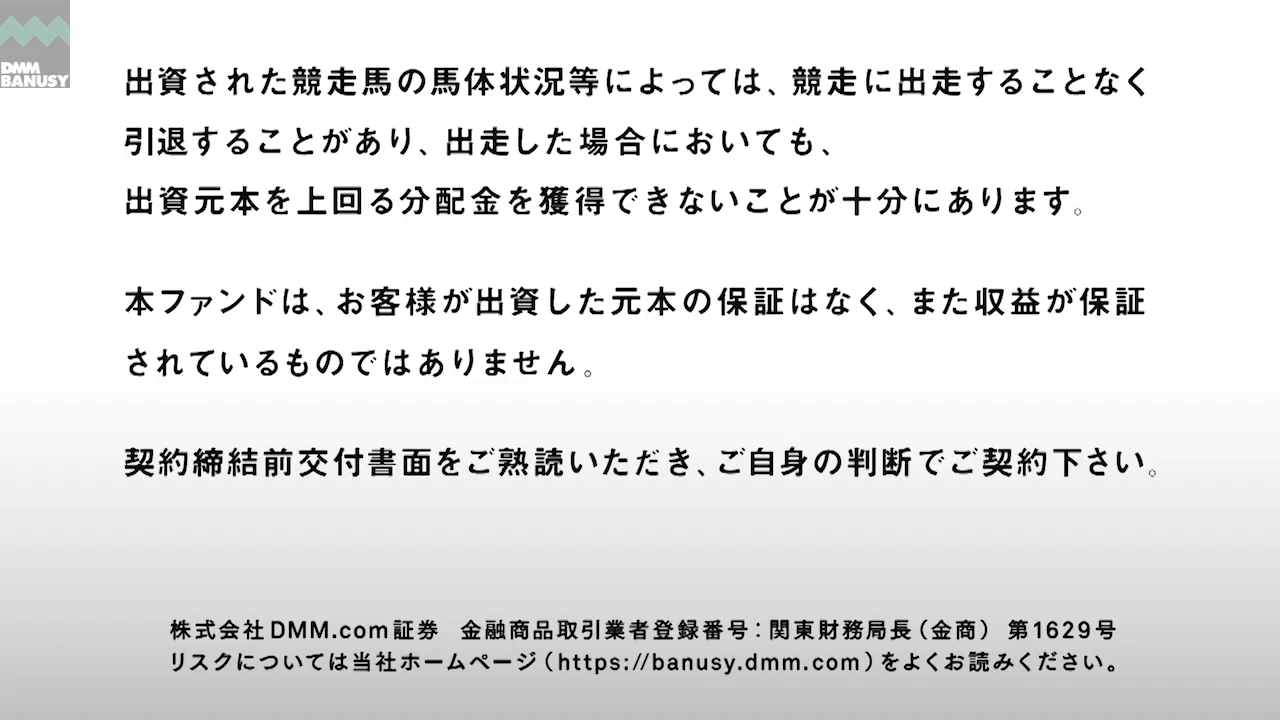 DMM
BANUSY
出資された競走馬の馬体状況等によっては、競走に出走することなく
引退することがあり、出走した場合においても、
出資元本を上回る分配金を獲得できないことが十分にあります。
本ファンドは、お客様が出資した元本の保証はなく、また収益が保証
されているものではありません。
契約締結前交付書面をご熟読いただき、ご自身の判断でご契約下さい。
株式会社DMM.com証券 金融商品取引業者登録番号：関東財務局長（金商） 第1629号
リスクについては当社ホームページ（https://banusy.dmm.com）をよくお読みください。